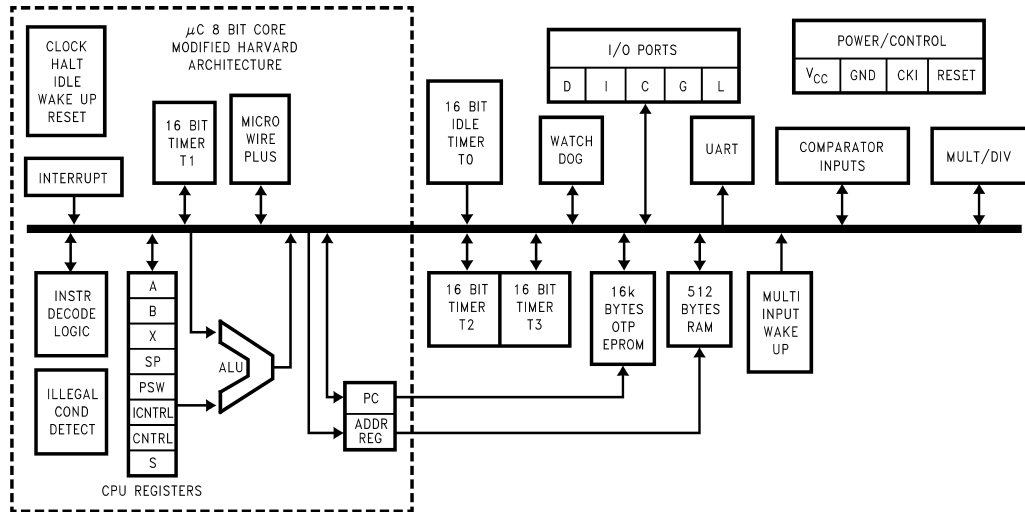 CLOCK
HALT
IDLE
WAKE UP
RESET
μC 8 BIT CORE
MODIFIED HARVARD
ARCHITECTURE
16 BIT
TIMER
T1
MICRO
WIRE
PLUS
INTERRUPT
16 BIT
IDLE
TIMER
T0
WATCH
DOG
I/O PORTS
D I C G L
UART
POWER/CONTROL
VCC GND CKI RESET
COMPARATOR
INPUTS
MULT/DIV
INSTR
DECODE
LOGIC
ILLEGAL
COND
DETECT
A
B
X
SP
PSW
ICNTRL
CNTRL
S
CPU REGISTERS
ALU
PC
ADDR
REG
16 BIT
TIMER
T2
16 BIT
TIMER
T3
16k
BYTES
OTP
EPROM
512
BYTES
RAM
MULTI
INPUT
WAKE
UP